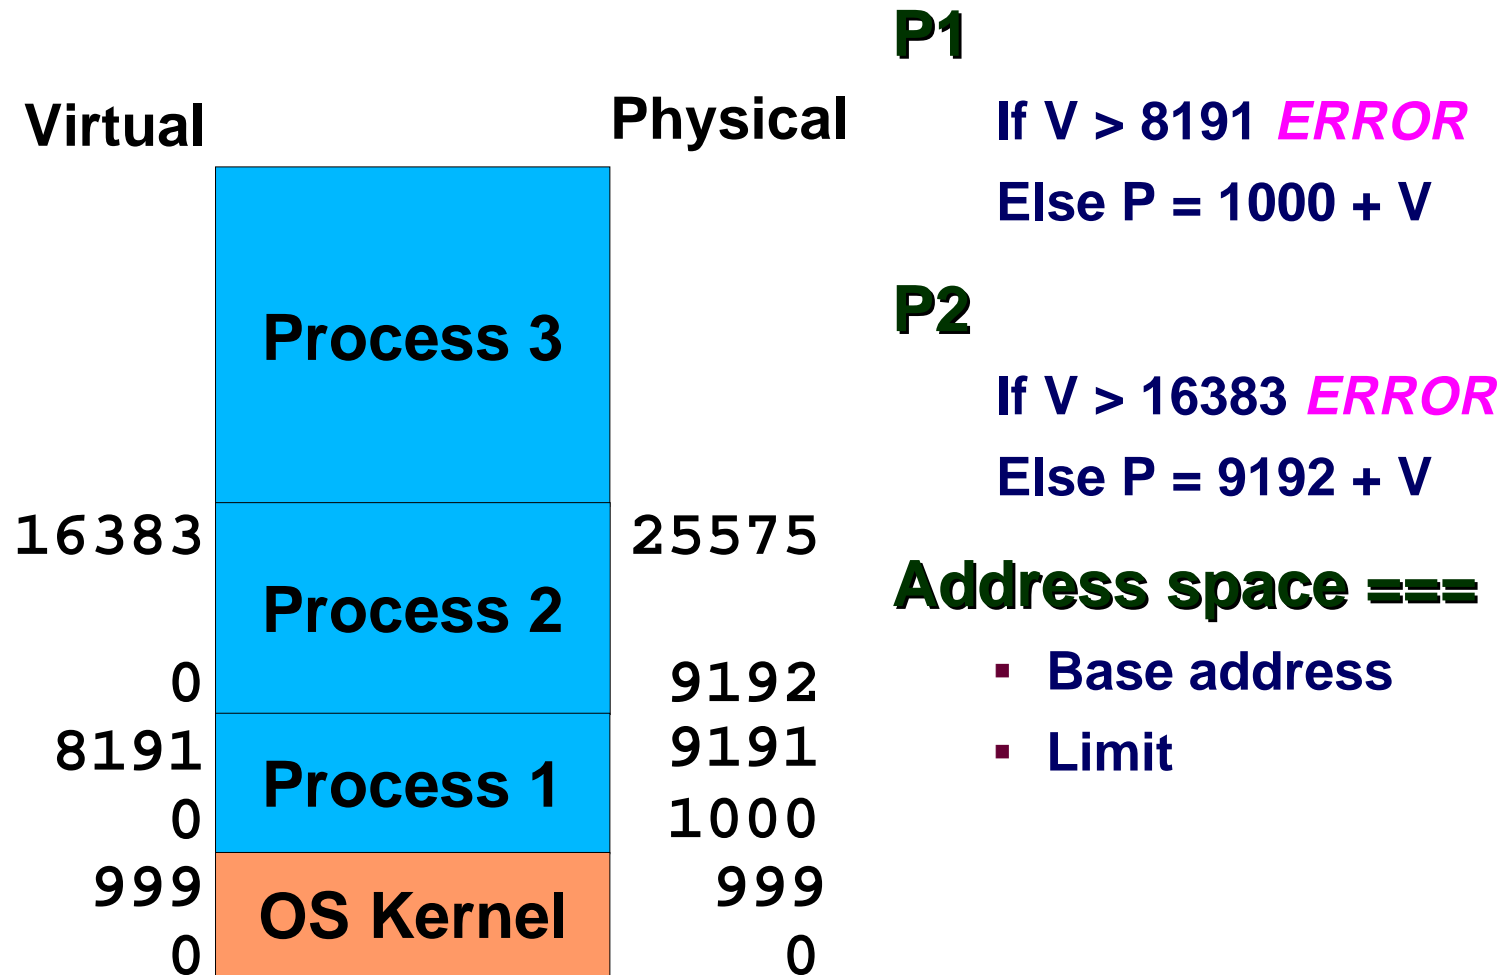 Virtual
Physical
Process 3
16383
25575
Process 2
0
9192
8191
9191
Process 1
0
1000
999
999
OS Kernel
0
0
P1
If V > 8191 ERROR
Else P = 1000 + V
P2
If V > 16383 ERROR
Else P = 9192 + V
Address space ===
▪ Base address
▪ Limit